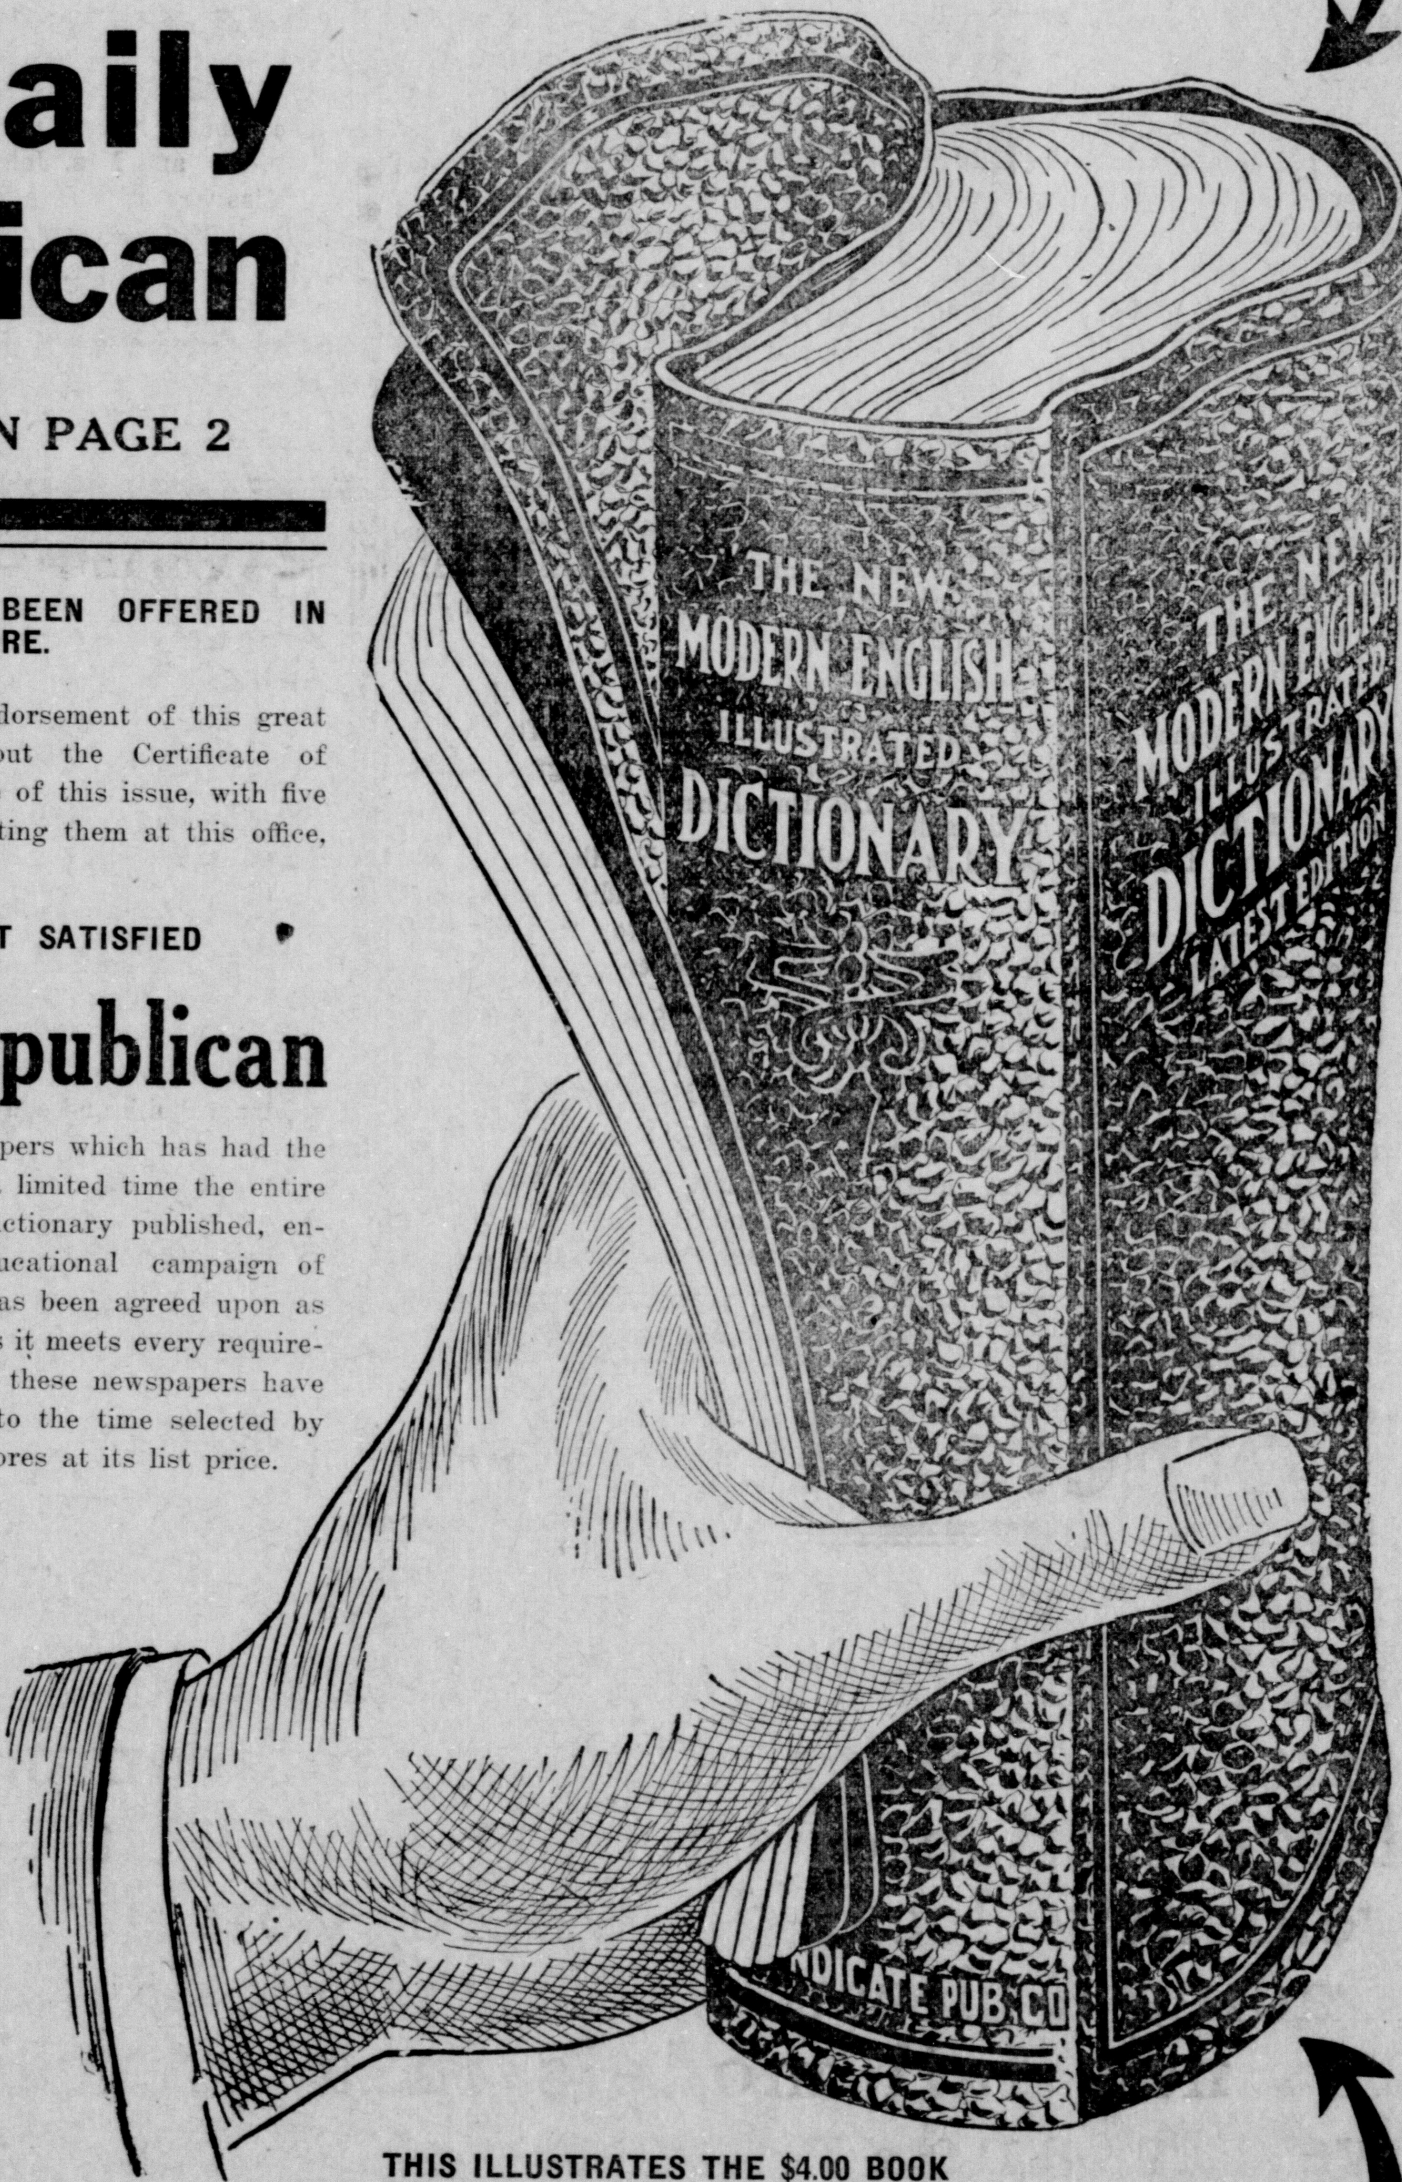 aily
ican
N PAGE 2
BEEN OFFERED IN
RE.
dorsement of this great
out the Certificate of
of this issue, with five
ting them at this office,
T SATISFIED
publican
pers which has had the
limited time the entire
ctionary published, en-
ucational campaign of
as been agreed upon as
s it meets every require-
these newspapers have
to the time selected by
ores at its list price.
THE NEW
MODERN ENGLISH
ILLUSTRATED
DICTIONARY
NDICATE PUB. CO
THE NEW
MODERN ENGLISH
ILLUSTRATED
DICTIONARY
LATEST EDITION
THIS ILLUSTRATES THE $4.00 BOOK